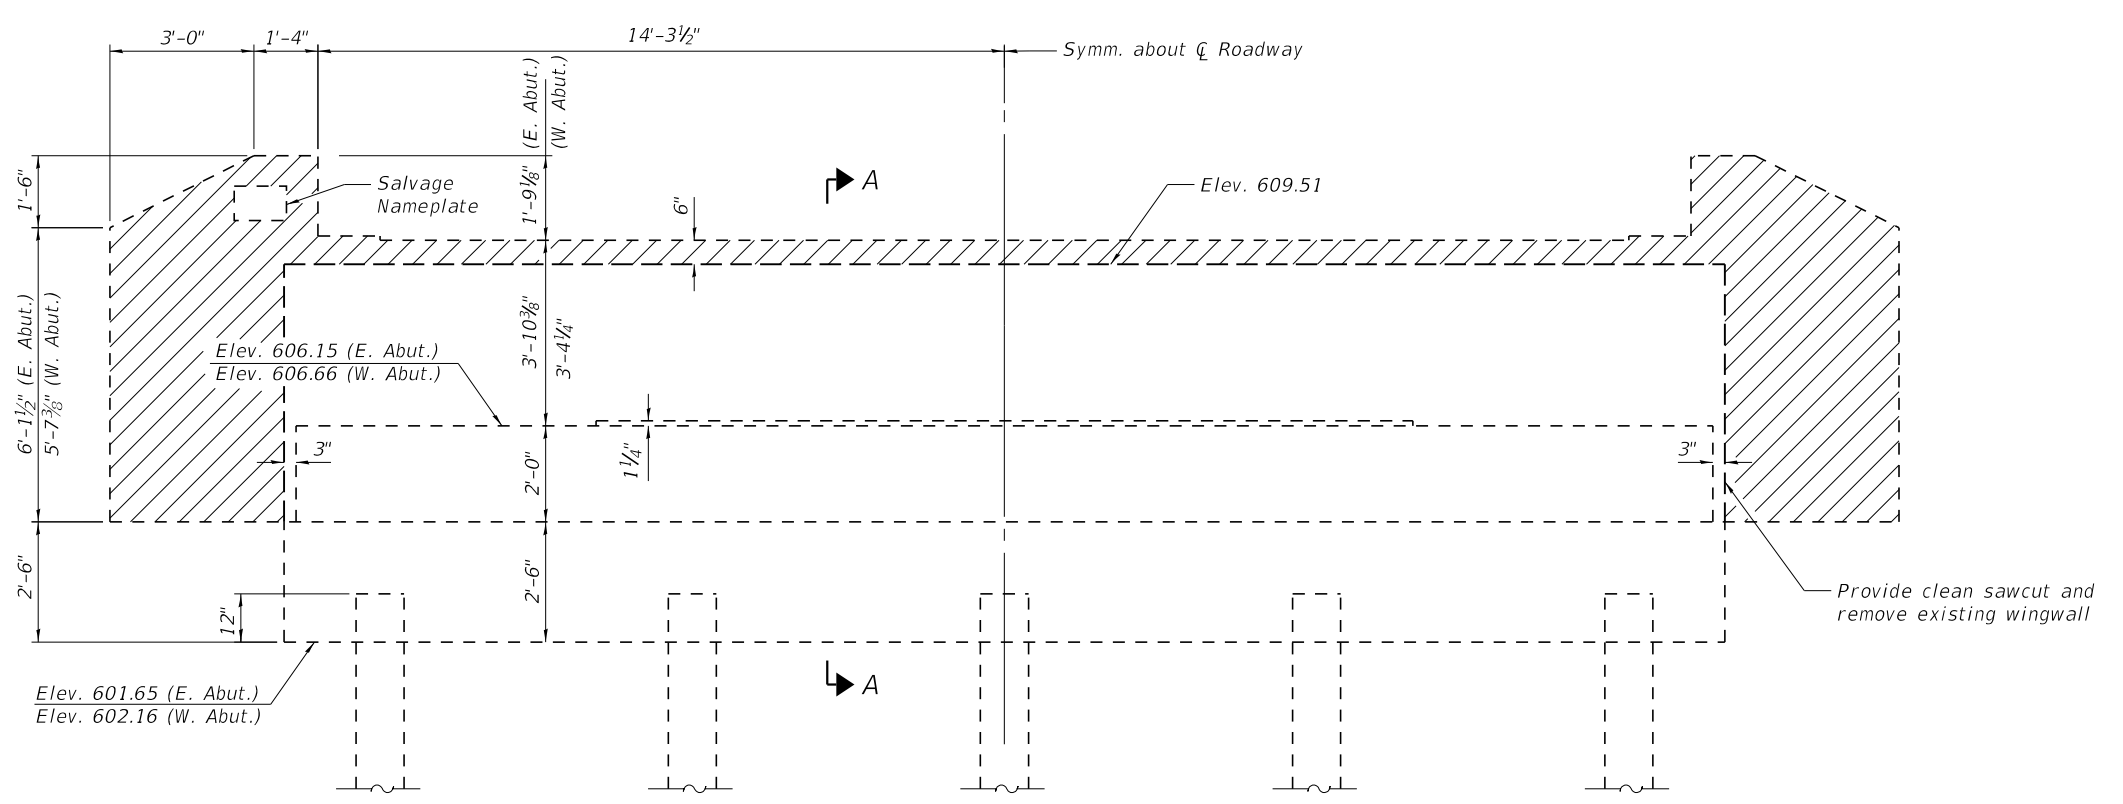 3'-0"
1'-4"
14'-3½"
Symm. about ℄ Roadway
(E. Abut.)
(W. Abut.)
1'-6"
Salvage
Nameplate
1'-9⅛"
A
6"
Elev. 609.51
6'-1½" (E. Abut.)
5'-7⅜" (W. Abut.)
3'-10⅜"
3'-4¼"
Elev. 606.15 (E. Abut.)
Elev. 606.66 (W. Abut.)
3"
2'-0"
1¼"
3"
2'-6"
12"
2'-6"
Provide clean sawcut and
remove existing wingwall
Elev. 601.65 (E. Abut.)
Elev. 602.16 (W. Abut.)
A